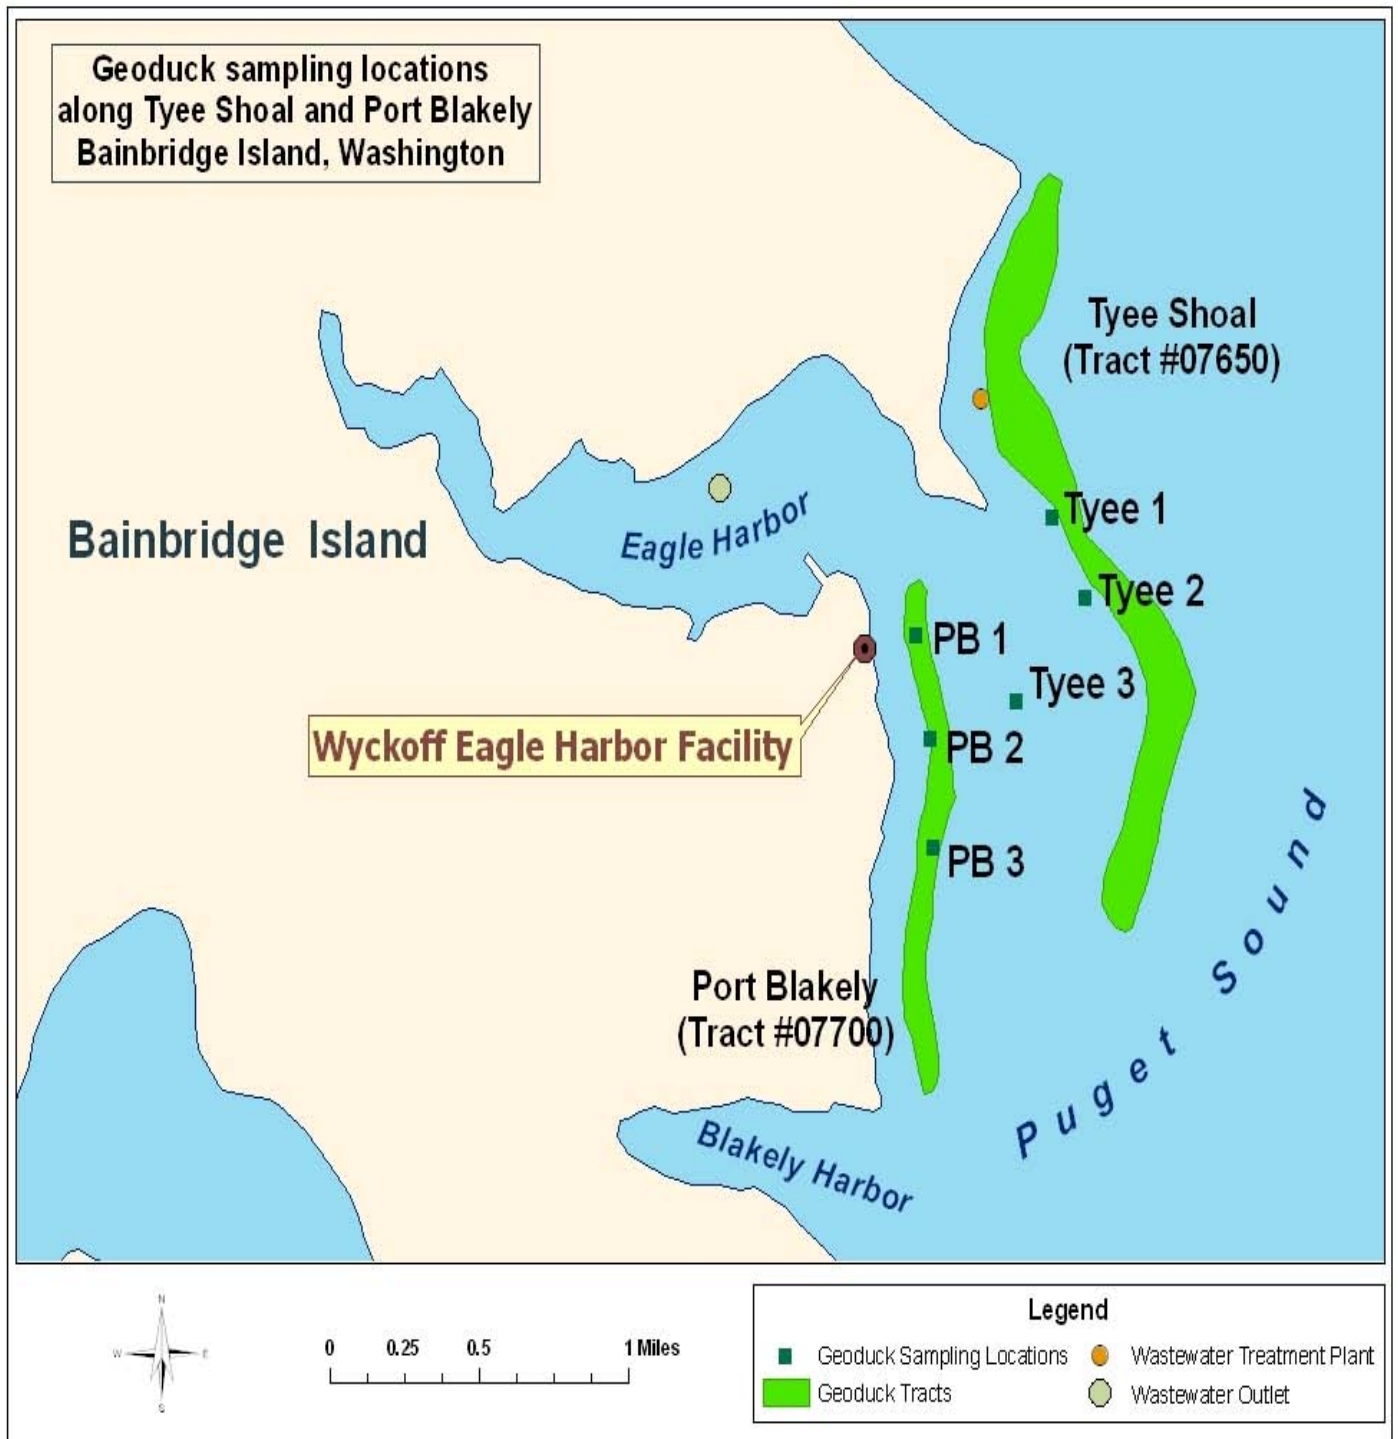 Geoduck sampling locations
along Tyee Shoal and Port Blakely
Bainbridge Island, Washington
Tyee Shoal
(Tract #07650)
Tyee 1
Bainbridge Island
Eagle Harbor
Tyee 2
PB 1
Tyee 3
Wyckoff Eagle Harbor Facility
PB 2
PB 3
Port Blakely
(Tract #07700)
Puget Sound
Blakely Harbor
N
W E
S
0 0.25 0.5 1 Miles
Legend
Geoduck Sampling Locations
Wastewater Treatment Plant
Geoduck Tracts
Wastewater Outlet